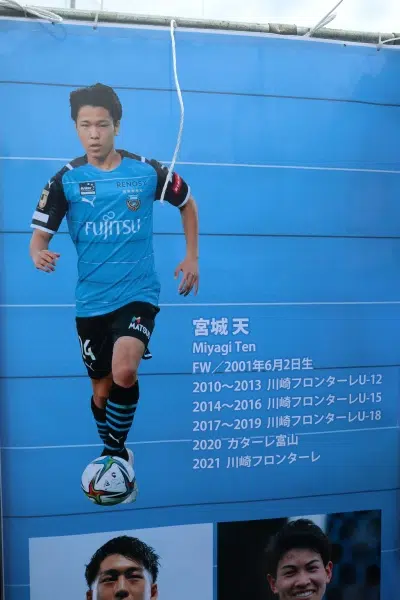 RENOSY
FUJITSU
MATSU
14
宮城 天
Miyagi Ten
FW／2001年6月2日生
2010～2013 川崎フロンターレU-12
2014～2016 川崎フロンターレU-15
2017～2019 川崎フロンターレU-18
2020 カターレ富山
2021 川崎フロンターレ